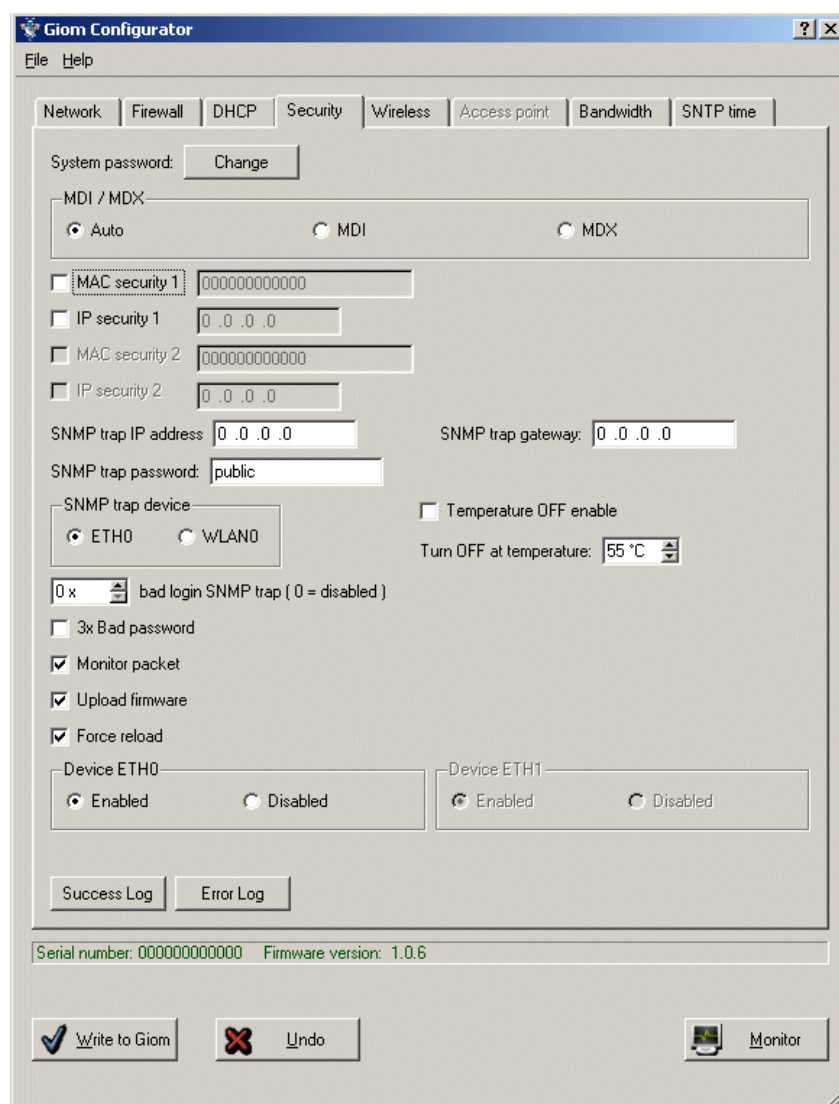 Giom Configurator
File Help
Network Firewall DHCP Security Wireless Access point Bandwidth SNTP time
System password: Change
MDI / MDX
Auto MDI MDX
MAC security 1 000000000000
IP security 1 0 .0 .0 .0
MAC security 2 000000000000
IP security 2 0 .0 .0 .0
SNMP trap IP address 0 .0 .0 .0 SNMP trap gateway: 0 .0 .0 .0
SNMP trap password: public
SNMP trap device
ETH0 WLAN0
Temperature OFF enable
Turn OFF at temperature: 55 °C
0 x bad login SNMP trap ( 0 = disabled )
3x Bad password
Monitor packet
Upload firmware
Force reload
Device ETH0 Device ETH1
Enabled Disabled Enabled Disabled
Success Log Error Log
Serial number: 000000000000 Firmware version: 1.0.6
Write to Giom Undo Monitor